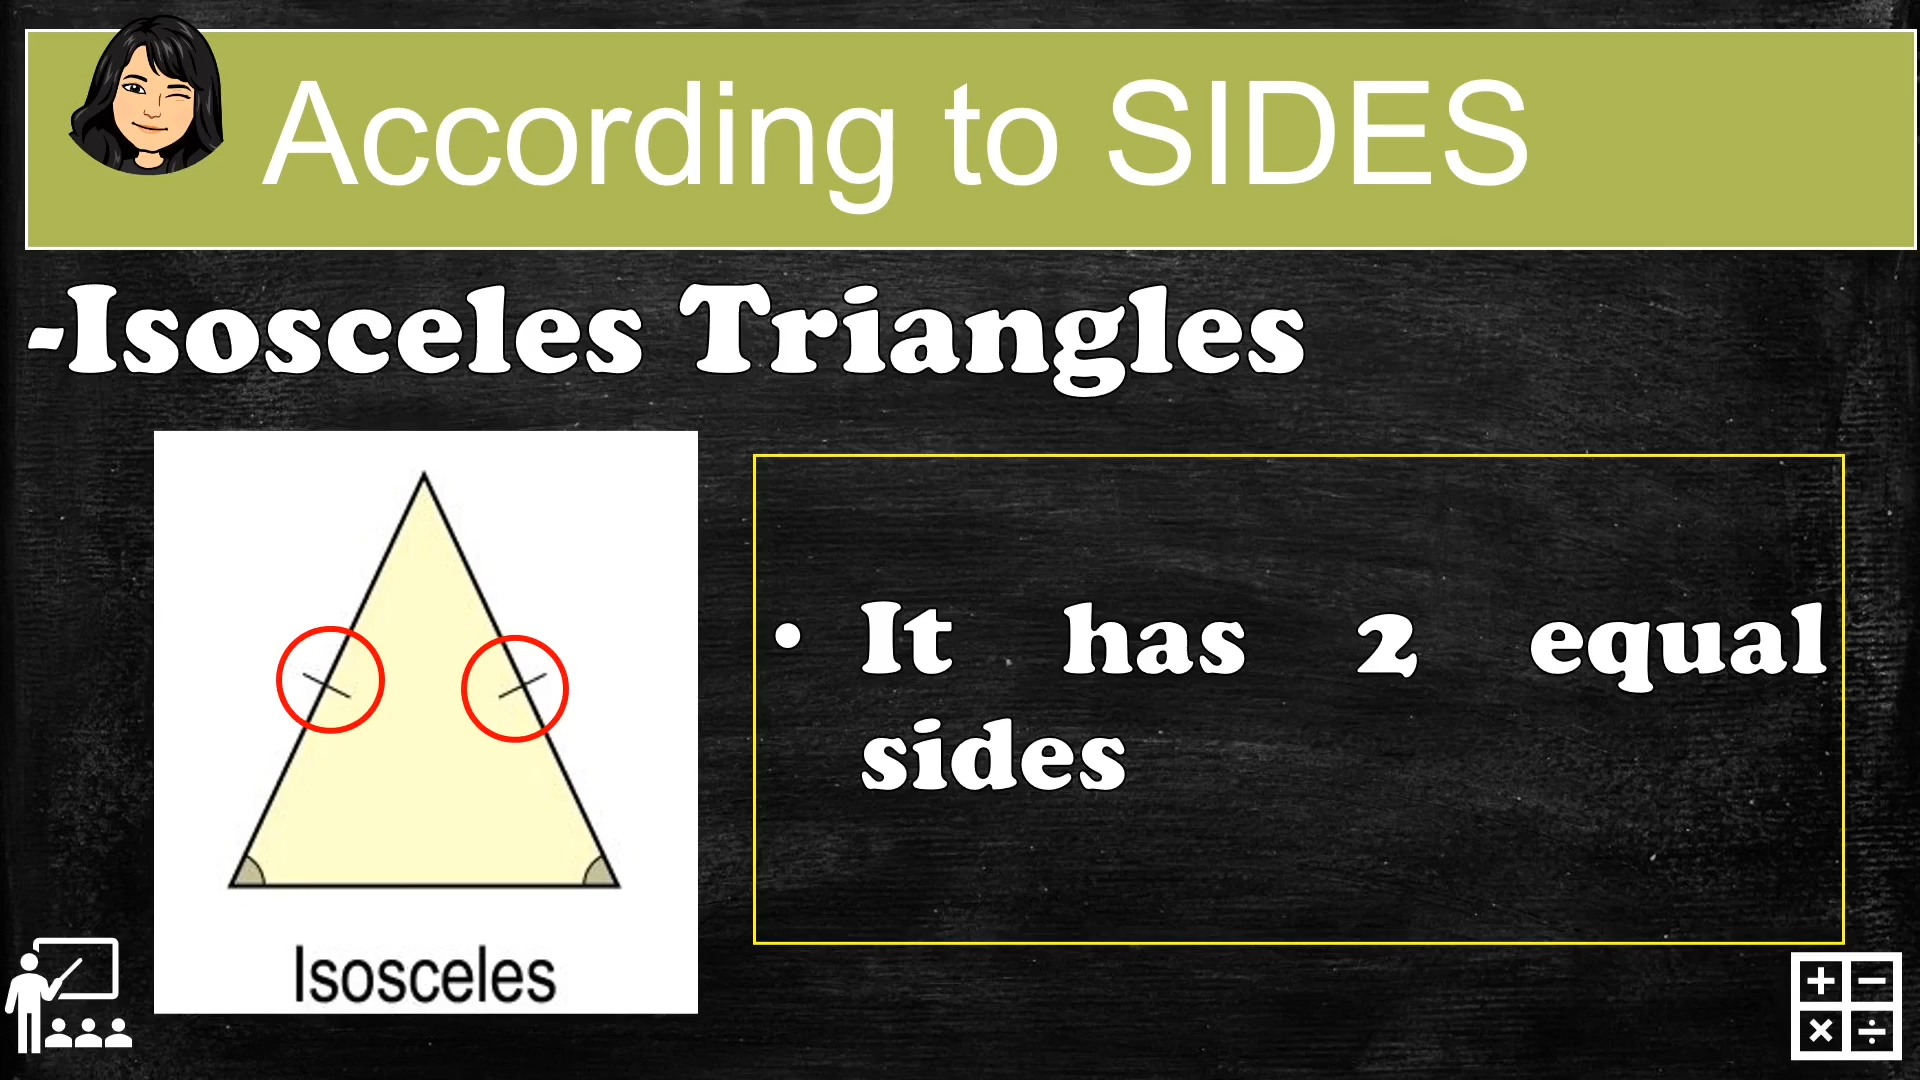 According to SIDES
-Isosceles Triangles
• It has 2 equal
sides
Isosceles